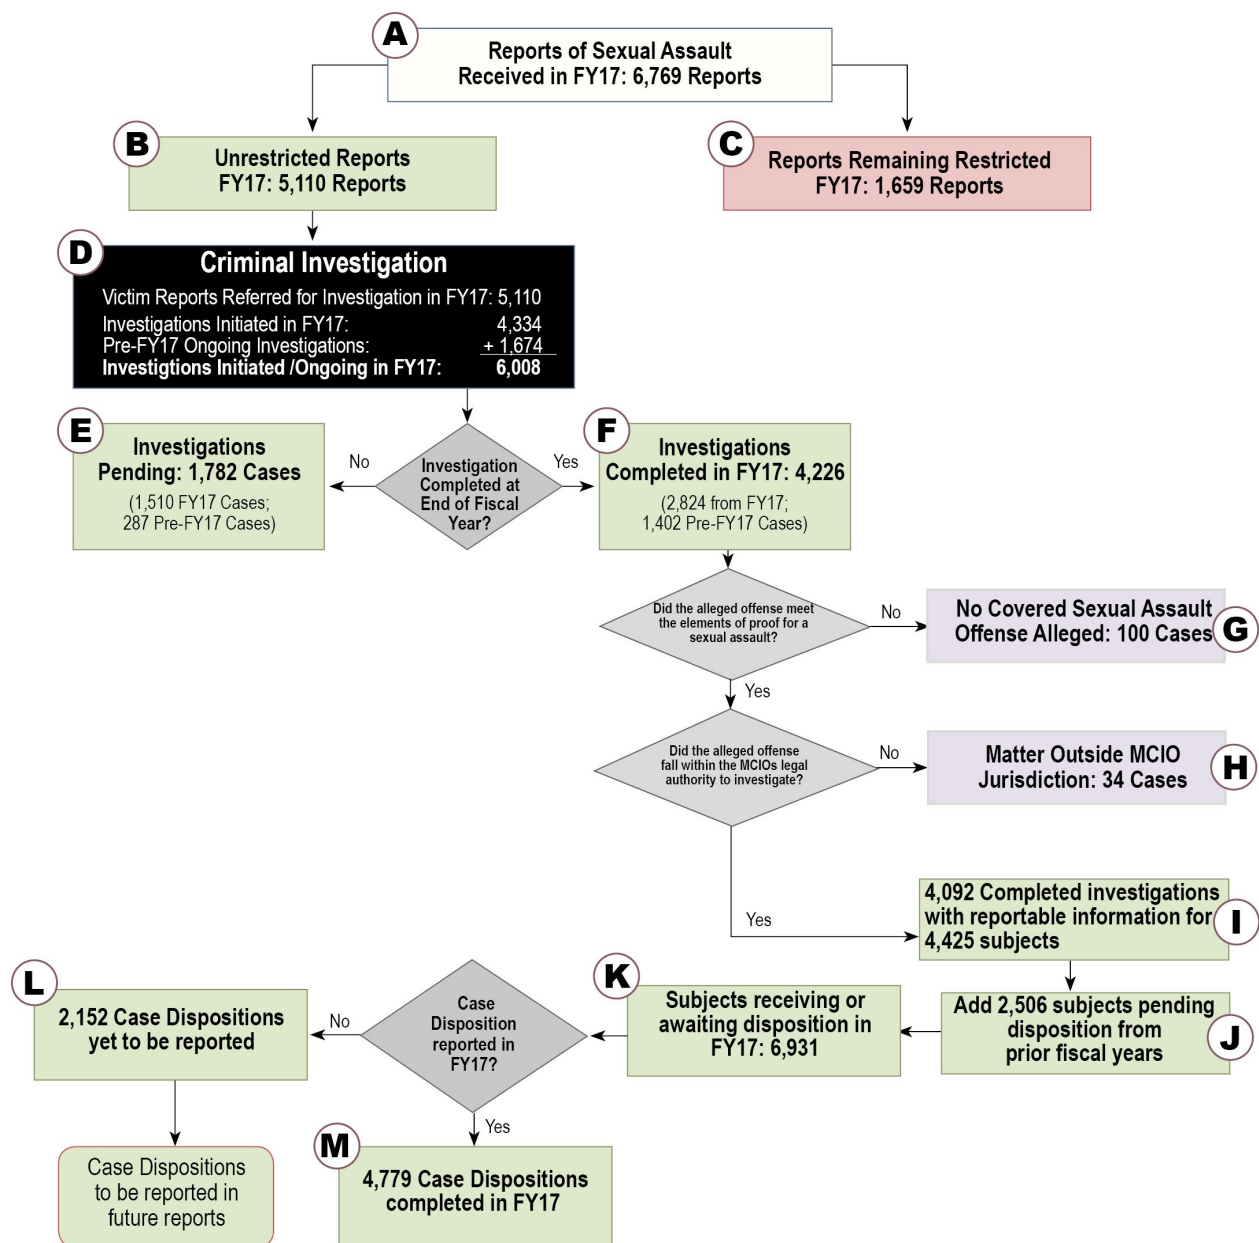 A
Reports of Sexual Assault
Received in FY17: 6,769 Reports
B
Unrestricted Reports
FY17: 5,110 Reports
C
Reports Remaining Restricted
FY17: 1,659 Reports
D
Criminal Investigation
Victim Reports Referred for Investigation in FY17: 5,110
Investigations Initiated in FY17: 4,334
Pre-FY17 Ongoing Investigations: + 1,674
Investigtions Initiated /Ongoing in FY17: 6,008
E
Investigations
Pending: 1,782 Cases
(1,510 FY17 Cases;
287 Pre-FY17 Cases)
No
Investigation
Completed at
End of Fiscal
Year?
Yes
F
Investigations
Completed in FY17: 4,226
(2,824 from FY17;
1,402 Pre-FY17 Cases)
Did the alleged offense meet
the elements of proof for a
sexual assault?
No
No Covered Sexual Assault
Offense Alleged: 100 Cases
G
Yes
Did the alleged offense
fall within the MCIOs legal
authority to investigate?
No
Matter Outside MCIO
Jurisdiction: 34 Cases
H
Yes
4,092 Completed investigations
with reportable information for
4,425 subjects
I
Add 2,506 subjects pending
disposition from
prior fiscal years
J
K
Subjects receiving or
awaiting disposition in
FY17: 6,931
Case
Disposition
reported in
FY17?
No
L
2,152 Case Dispositions
yet to be reported
Case Dispositions
to be reported in
future reports
Yes
M
4,779 Case Dispositions
completed in FY17